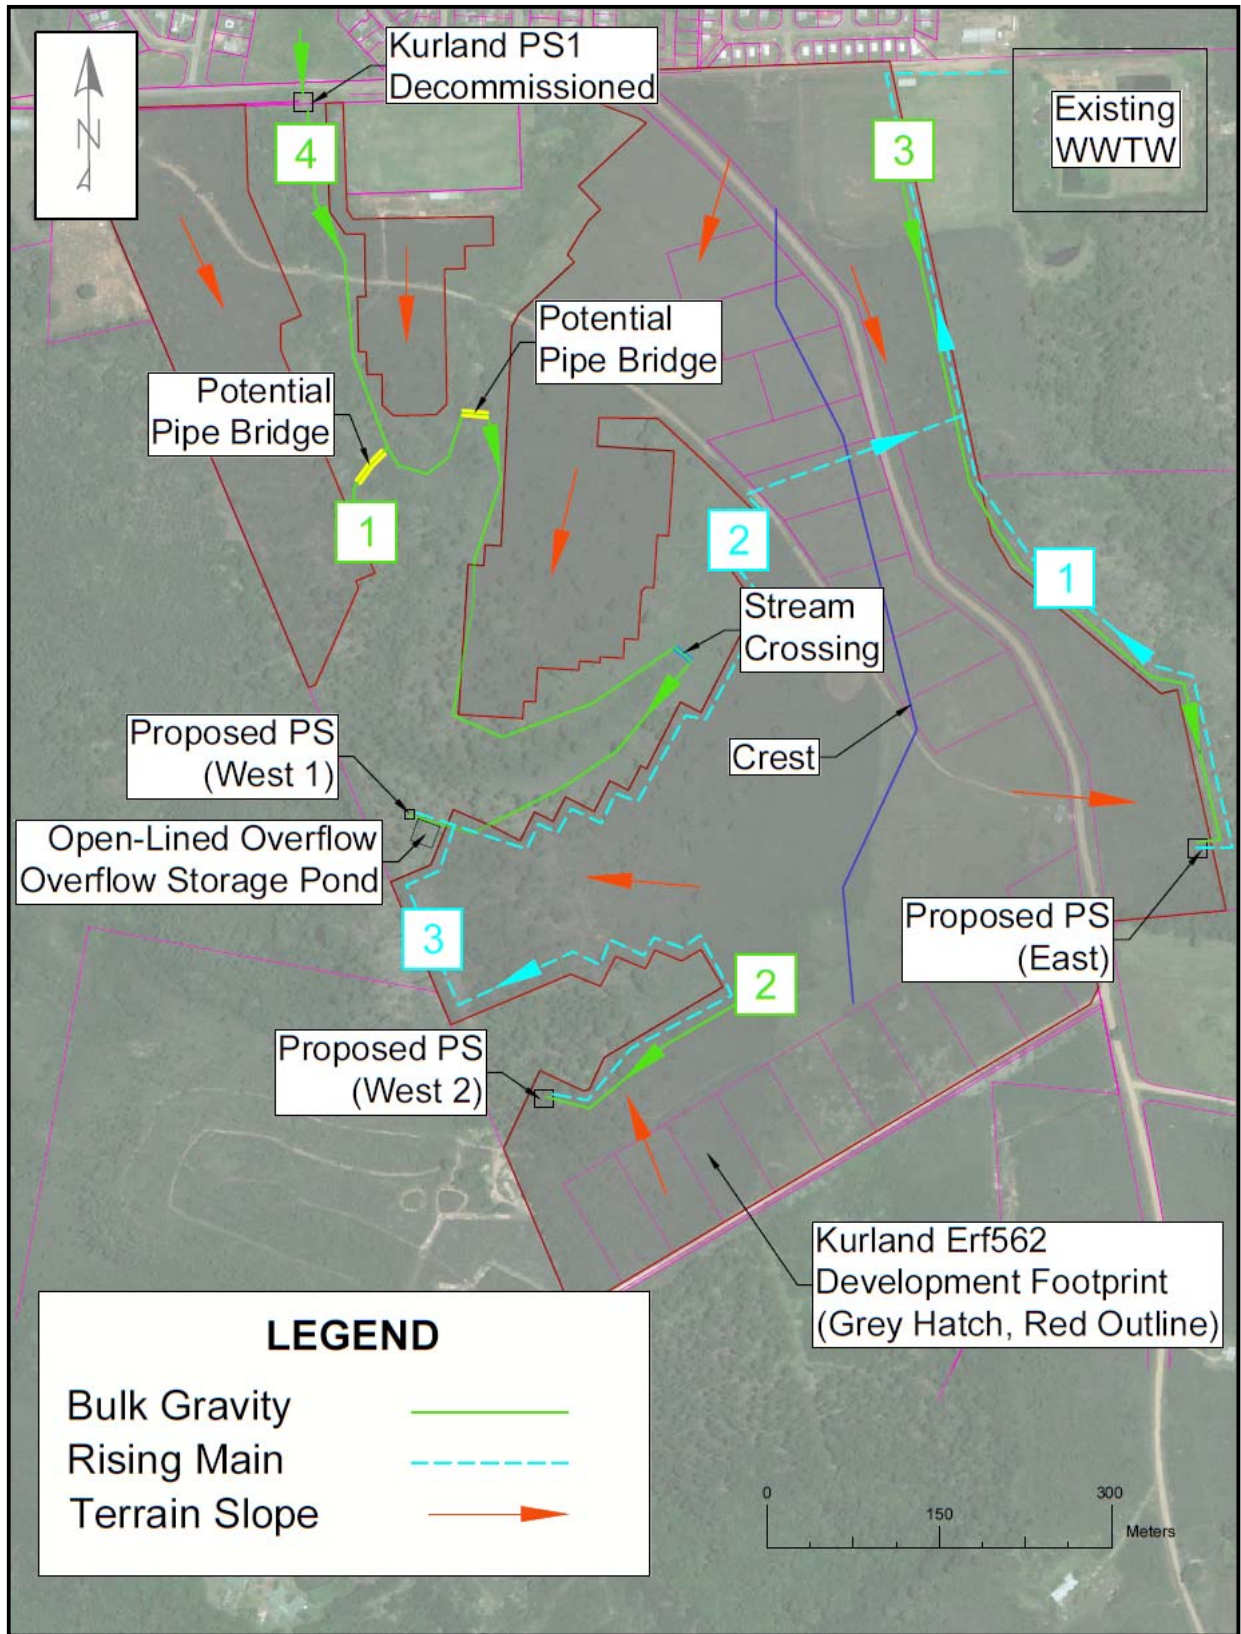 Kurland PS1
Decommissioned
N
4
3
Existing
WWTW
Potential
Pipe Bridge
Potential
Pipe Bridge
1
2
1
Stream
Crossing
Proposed PS
(West 1)
Crest
Open-Lined Overflow
Overflow Storage Pond
3
Proposed PS
(East)
2
Proposed PS
(West 2)
Kurland Erf562
Development Footprint
(Grey Hatch, Red Outline)
LEGEND
Bulk Gravity
Rising Main
Terrain Slope
0
150
300
Meters